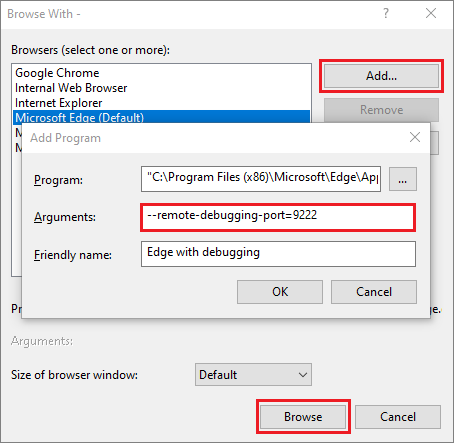 Browse With -
Browsers (select one or more):
Google Chrome
Internal Web Browser
Internet Explorer
Microsoft Edge (Default)
Add...
Remove
Add Program
Program:
"C:\Program Files (x86)\Microsoft\Edge\App
...
Arguments:
--remote-debugging-port=9222
Friendly name:
Edge with debugging
OK
Cancel
Arguments:
Size of browser window:
Default
Browse
Cancel